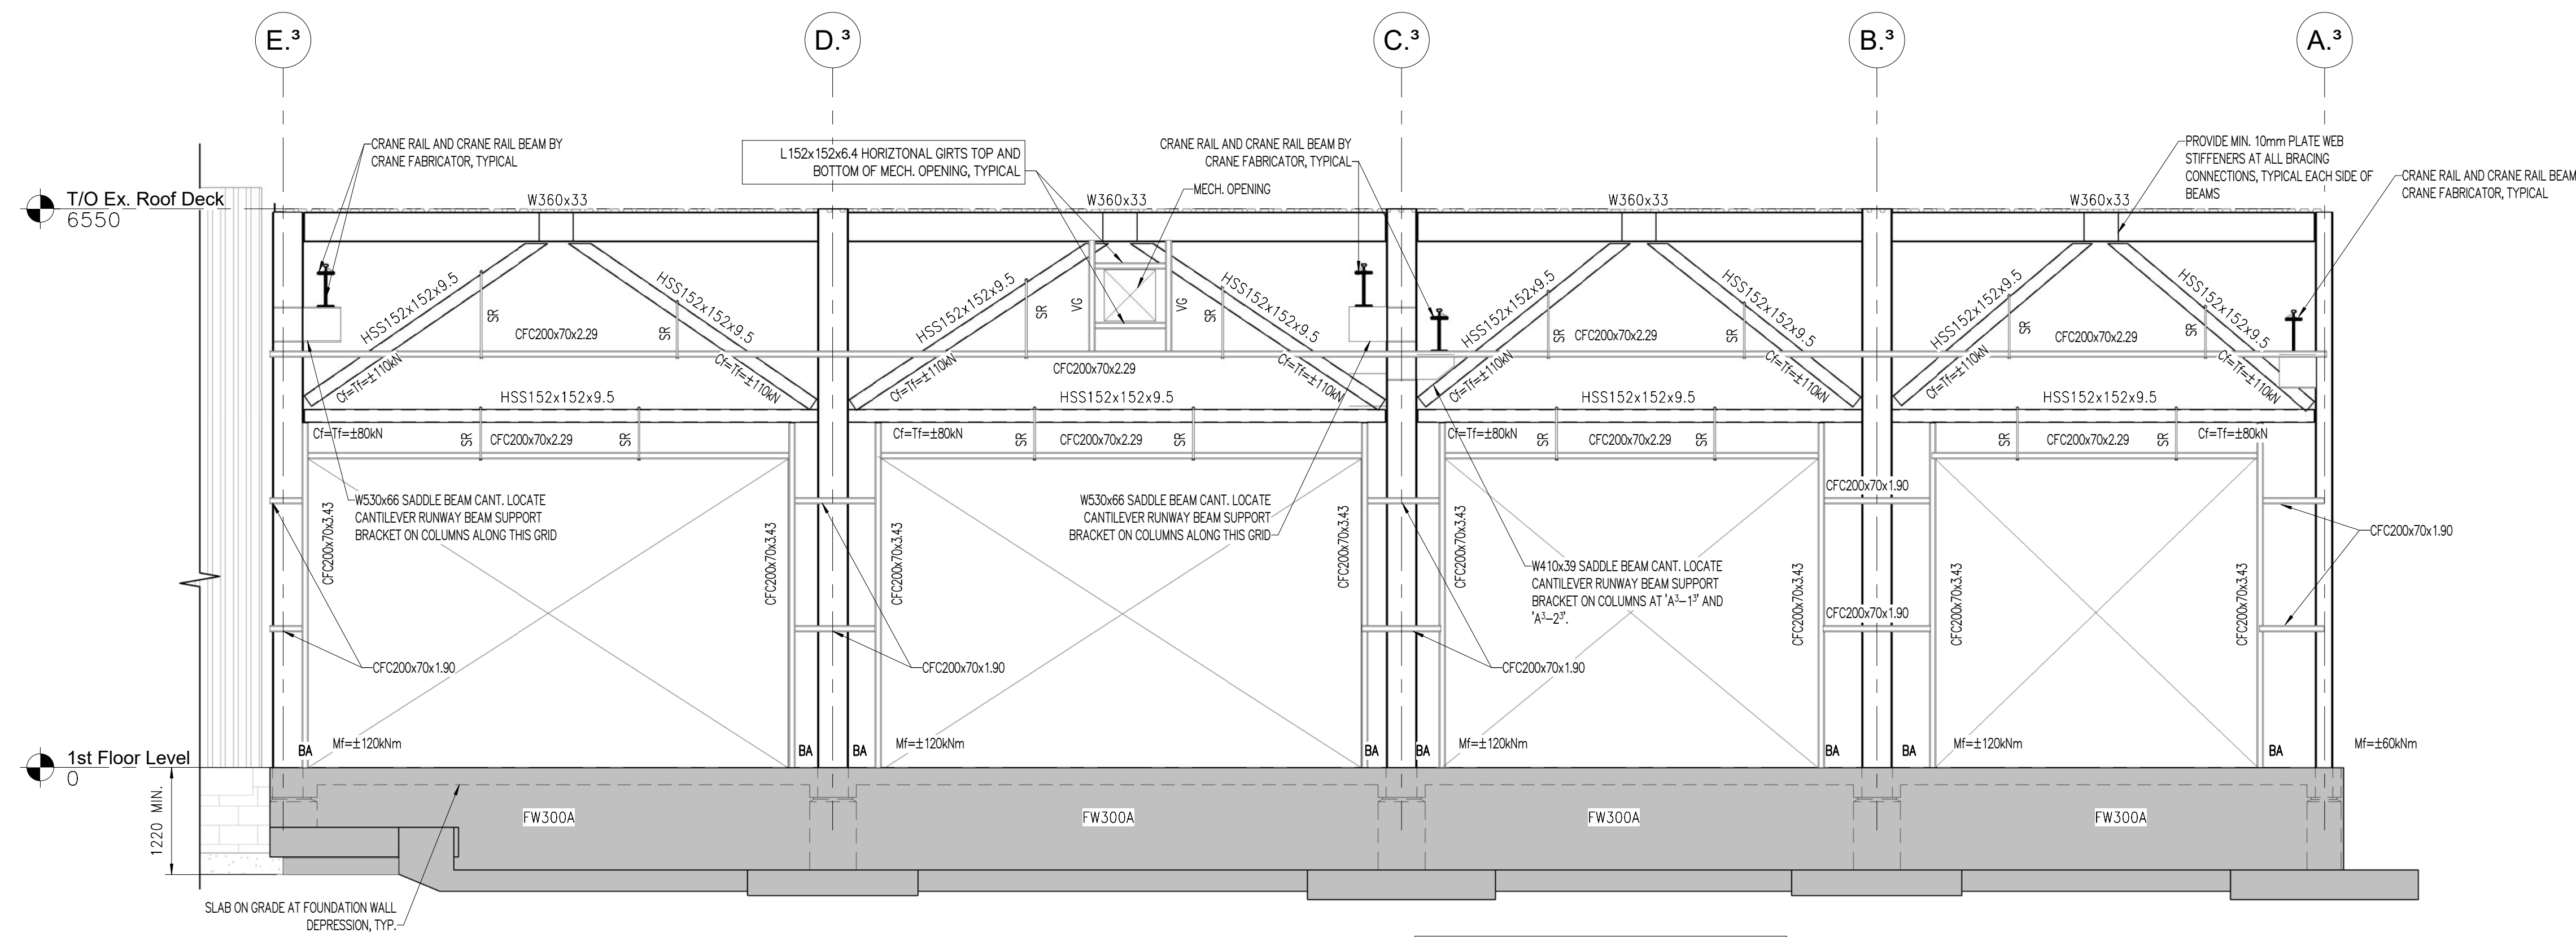 E.³
D.³
C.³
B.³
A.³
CRANE RAIL AND CRANE RAIL BEAM BY
CRANE FABRICATOR, TYPICAL
L152x152x6.4 HORIZTONAL GIRTS TOP AND
BOTTOM OF MECH. OPENING, TYPICAL
MECH. OPENING
CRANE RAIL AND CRANE RAIL BEAM BY
CRANE FABRICATOR, TYPICAL
PROVIDE MIN. 10mm PLATE WEB
STIFFENERS AT ALL BRACING
CONNECTIONS, TYPICAL EACH SIDE OF
BEAMS
CRANE RAIL AND CRANE RAIL BEAM
CRANE FABRICATOR, TYPICAL
T/O Ex. Roof Deck
6550
W360x33
W360x33
W360x33
W360x33
HSS152x152x9.5
HSS152x152x9.5
HSS152x152x9.5
HSS152x152x9.5
HSS152x152x9.5
HSS152x152x9.5
HSS152x152x9.5
HSS152x152x9.5
SR
SR
SR
VG
VG
SR
SR
SR
SR
SR
CFC200x70x2.29
CFC200x70x2.29
CFC200x70x2.29
CFC200x70x2.29
Cf=Tf=±110kN
Cf=Tf=±110kN
Cf=Tf=±110kN
Cf=Tf=±110kN
Cf=Tf=±110kN
Cf=Tf=±110kN
Cf=Tf=±110kN
Cf=Tf=±110kN
HSS152x152x9.5
HSS152x152x9.5
HSS152x152x9.5
HSS152x152x9.5
Cf=Tf=±80kN
SR
CFC200x70x2.29
SR
Cf=Tf=±80kN
SR
CFC200x70x2.29
SR
Cf=Tf=±80kN
SR
CFC200x70x2.29
SR
SR
CFC200x70x2.29
SR
Cf=Tf=±80kN
W530x66 SADDLE BEAM CANT. LOCATE
CANTILEVER RUNWAY BEAM SUPPORT
BRACKET ON COLUMNS ALONG THIS GRID
W530x66 SADDLE BEAM CANT. LOCATE
CANTILEVER RUNWAY BEAM SUPPORT
BRACKET ON COLUMNS ALONG THIS GRID
W410x39 SADDLE BEAM CANT. LOCATE
CANTILEVER RUNWAY BEAM SUPPORT
BRACKET ON COLUMNS AT 'A³–1³' AND
'A³–2³'.
CFC200x70x3.43
CFC200x70x3.43
CFC200x70x3.43
CFC200x70x3.43
CFC200x70x3.43
CFC200x70x3.43
CFC200x70x3.43
CFC200x70x3.43
CFC200x70x1.90
CFC200x70x1.90
CFC200x70x1.90
CFC200x70x1.90
CFC200x70x1.90
CFC200x70x1.90
1st Floor Level
0
BA
Mf=±120kNm
BA
BA
Mf=±120kNm
BA
BA
Mf=±120kNm
BA
BA
Mf=±120kNm
BA
Mf=±60kNm
1220 MIN.
FW300A
FW300A
FW300A
FW300A
SLAB ON GRADE AT FOUNDATION WALL
DEPRESSION, TYP.